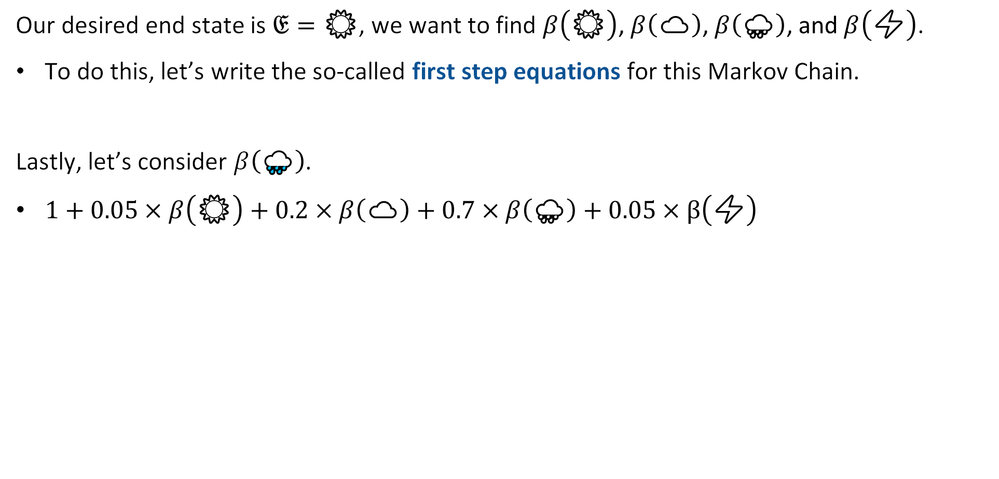 Our desired end state is 𝔈 = ☀, we want to find β(☀), β(☁), β(🌧), and β(⚡).
• To do this, let’s write the so-called first step equations for this Markov Chain.
Lastly, let’s consider β(🌧).
• 1 + 0.05 × β(☀) + 0.2 × β(☁) + 0.7 × β(🌧) + 0.05 × β(⚡)